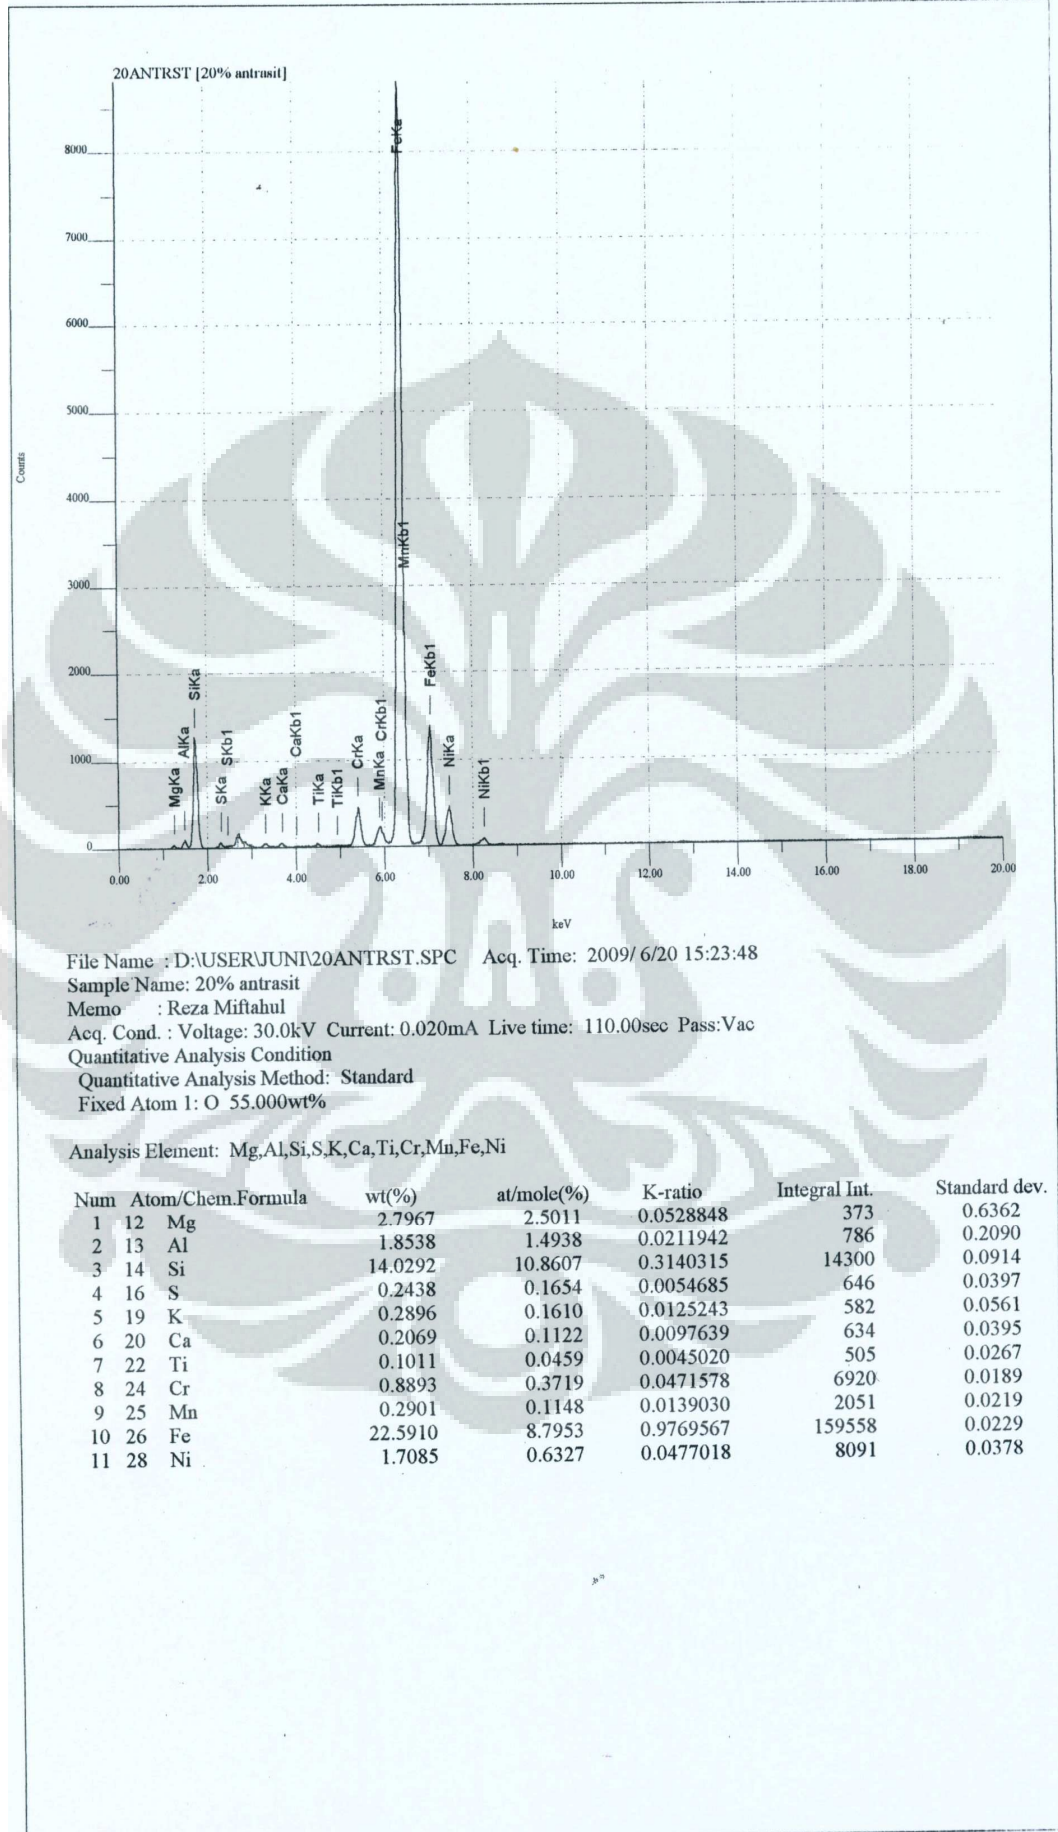 20ANTRST [20% antrasit]
8000
7000
6000
5000
4000
3000
2000
1000
0
Counts
MgKa
AlKa
SiKa
SKa
SKb1
KKa
CaKa
CaKb1
TiKa
TiKb1
CrKa
MnKa
CrKb1
FeKa
MnKb1
FeKb1
NiKa
NiKb1
0.00 2.00 4.00 6.00 8.00 10.00 12.00 14.00 16.00 18.00 20.00
keV
File Name : D:\USER\JUNI\20ANTRST.SPC Acq. Time: 2009/ 6/20 15:23:48
Sample Name: 20% antrasit
Memo : Reza Miftahul
Acq. Cond. : Voltage: 30.0kV Current: 0.020mA Live time: 110.00sec Pass:Vac
Quantitative Analysis Condition
Quantitative Analysis Method: Standard
Fixed Atom 1: O 55.000wt%
Analysis Element: Mg,Al,Si,S,K,Ca,Ti,Cr,Mn,Fe,Ni
Num Atom/Chem.Formula wt(%) at/mole(%) K-ratio Integral Int. Standard dev.
1 12 Mg 2.7967 2.5011 0.0528848 373 0.6362
2 13 Al 1.8538 1.4938 0.0211942 786 0.2090
3 14 Si 14.0292 10.8607 0.3140315 14300 0.0914
4 16 S 0.2438 0.1654 0.0054685 646 0.0397
5 19 K 0.2896 0.1610 0.0125243 582 0.0561
6 20 Ca 0.2069 0.1122 0.0097639 634 0.0395
7 22 Ti 0.1011 0.0459 0.0045020 505 0.0267
8 24 Cr 0.8893 0.3719 0.0471578 6920 0.0189
9 25 Mn 0.2901 0.1148 0.0139030 2051 0.0219
10 26 Fe 22.5910 8.7953 0.9769567 159558 0.0229
11 28 Ni 1.7085 0.6327 0.0477018 8091 0.0378